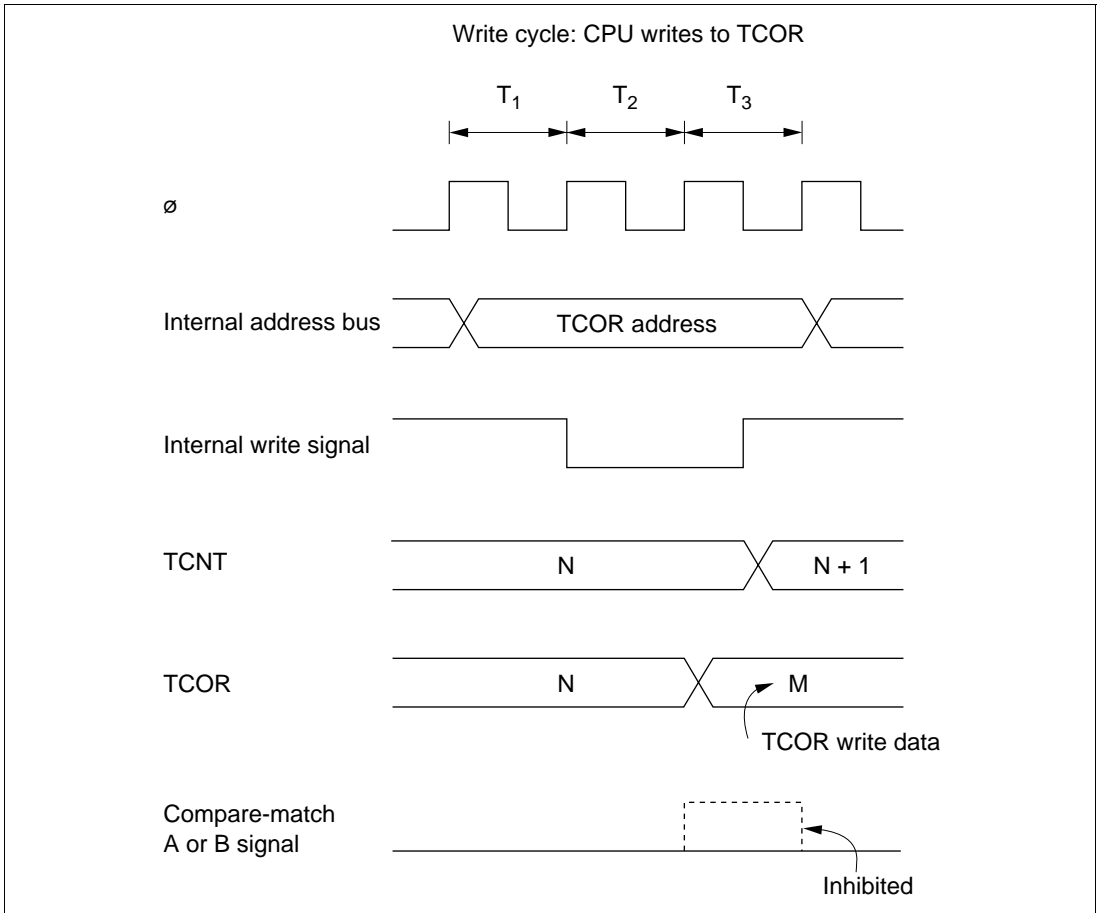 Write cycle: CPU writes to TCOR
T1 T2 T3
ø
Internal address bus
TCOR address
Internal write signal
TCNT
N
N + 1
TCOR
N
M
TCOR write data
Compare-match
A or B signal
Inhibited